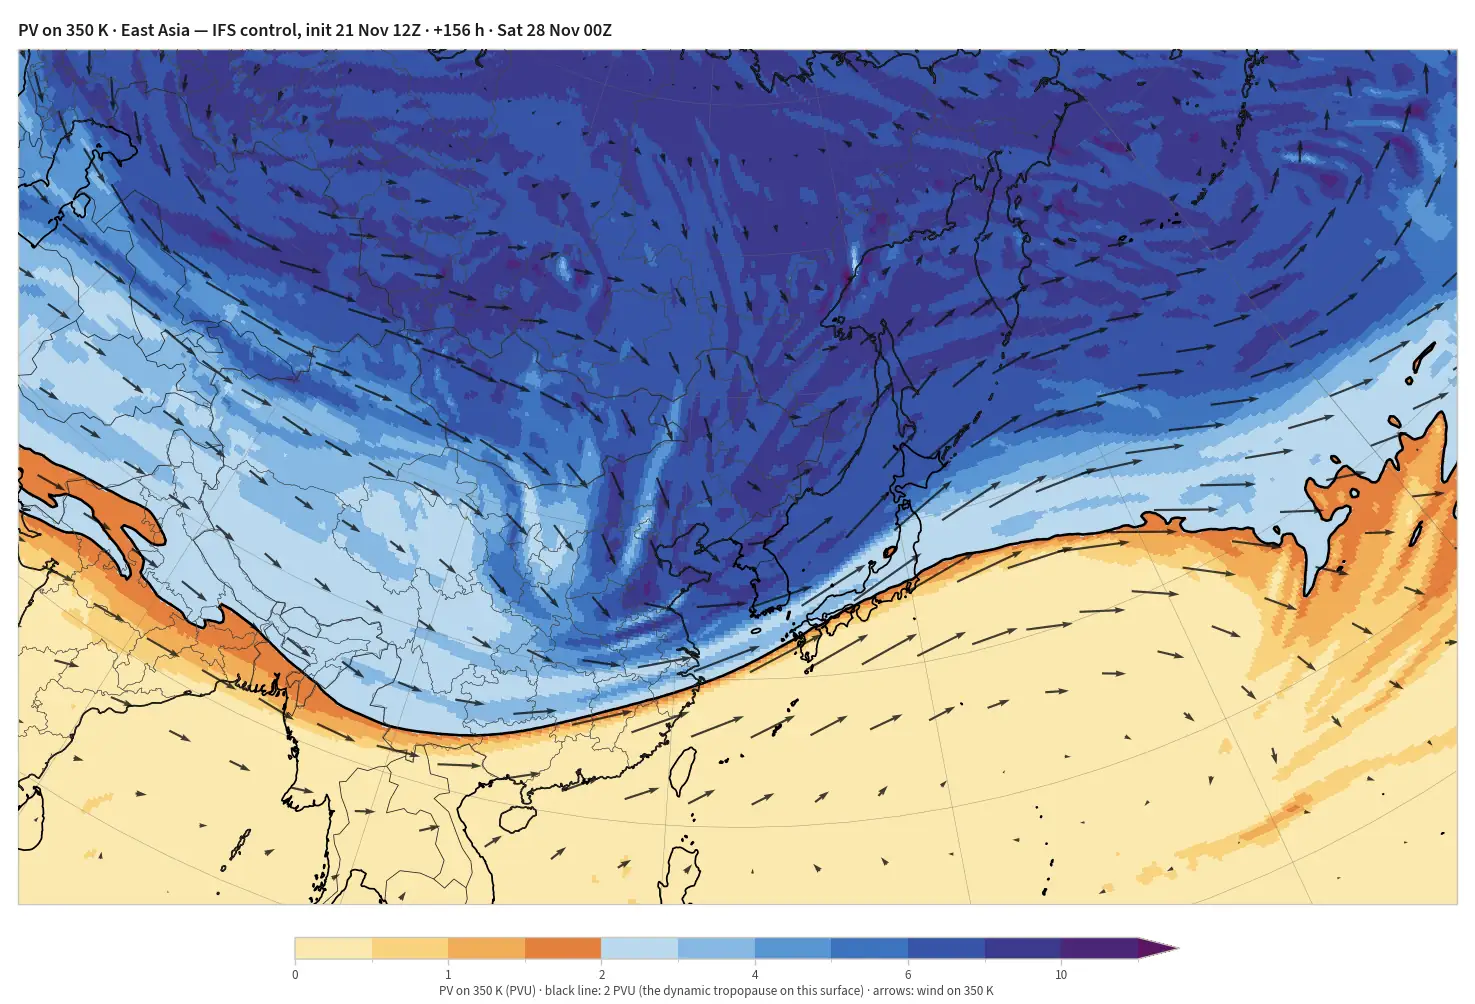 PV on 350 K · East Asia — IFS control, init 21 Nov 12Z · +156 h · Sat 28 Nov 00Z
0 1 2 4 6 10
PV on 350 K (PVU) · black line: 2 PVU (the dynamic tropopause on this surface) · arrows: wind on 350 K